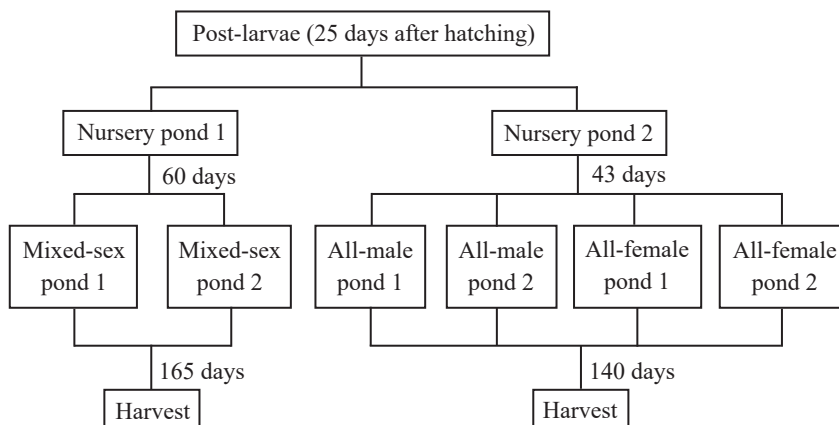 Post-larvae (25 days after hatching)
Nursery pond 1
Nursery pond 2
60 days
43 days
Mixed-sex
pond 1
Mixed-sex
pond 2
All-male
pond 1
All-male
pond 2
All-female
pond 1
All-female
pond 2
165 days
140 days
Harvest
Harvest